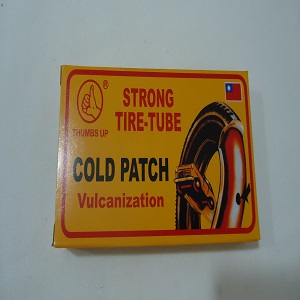 ®
THUMBS UP
STRONG
TIRE-TUBE
COLD PATCH
Vulcanization